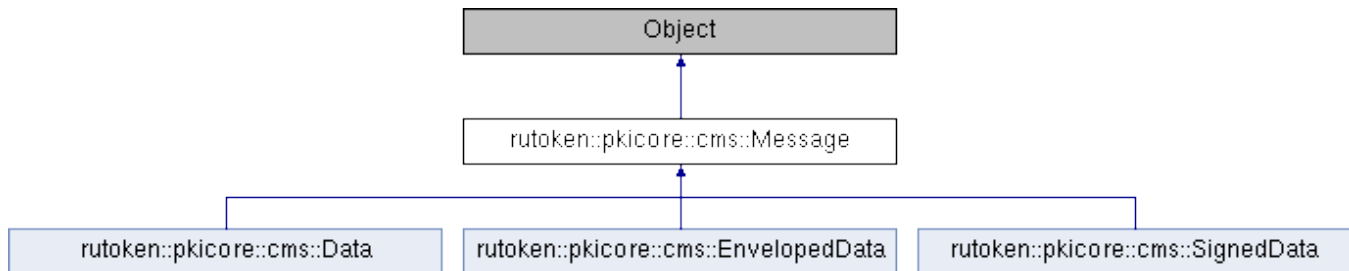 Object
rutoken::pkicore::cms::Message
rutoken::pkicore::cms::Data
rutoken::pkicore::cms::EnvelopedData
rutoken::pkicore::cms::SignedData